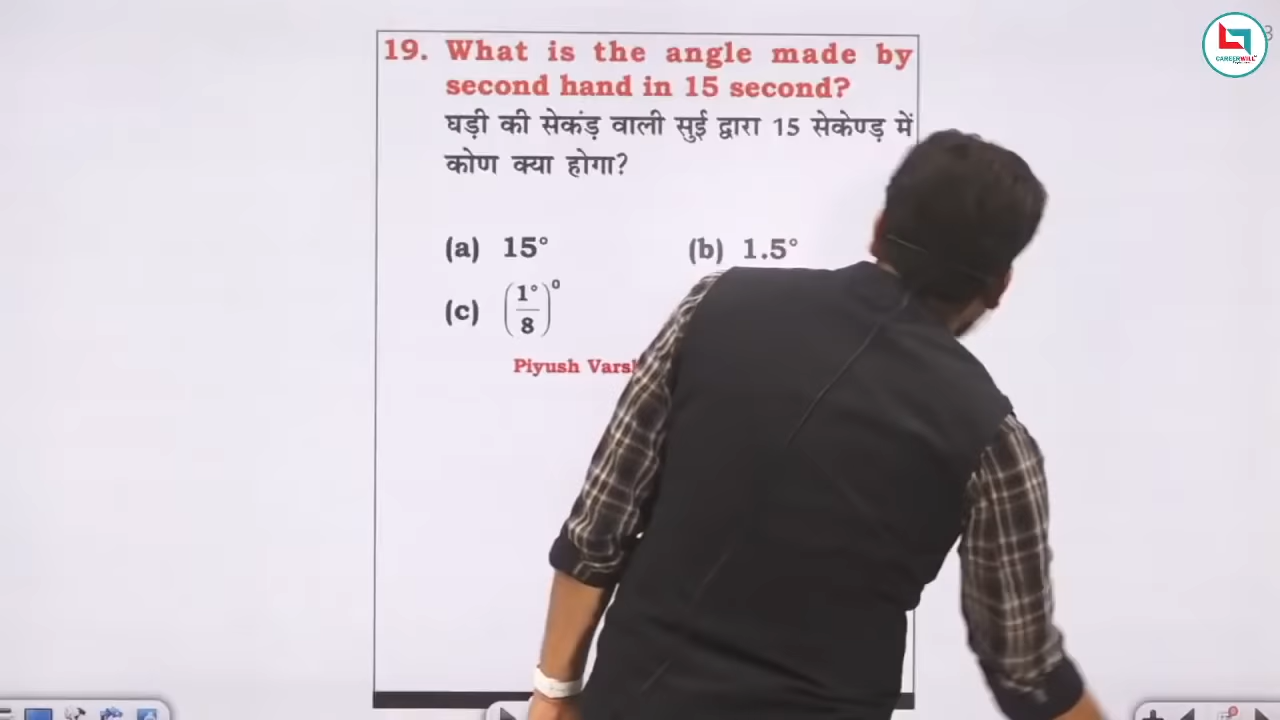 19. What is the angle made by
second hand in 15 second?
घड़ी की सेकंड़ वाली सुई द्वारा 15 सेकेण्ड़ में
कोण क्या होगा?
(a) 15° (b) 1.5°
(c) (1°/8)°
Piyush
CAREERWILL